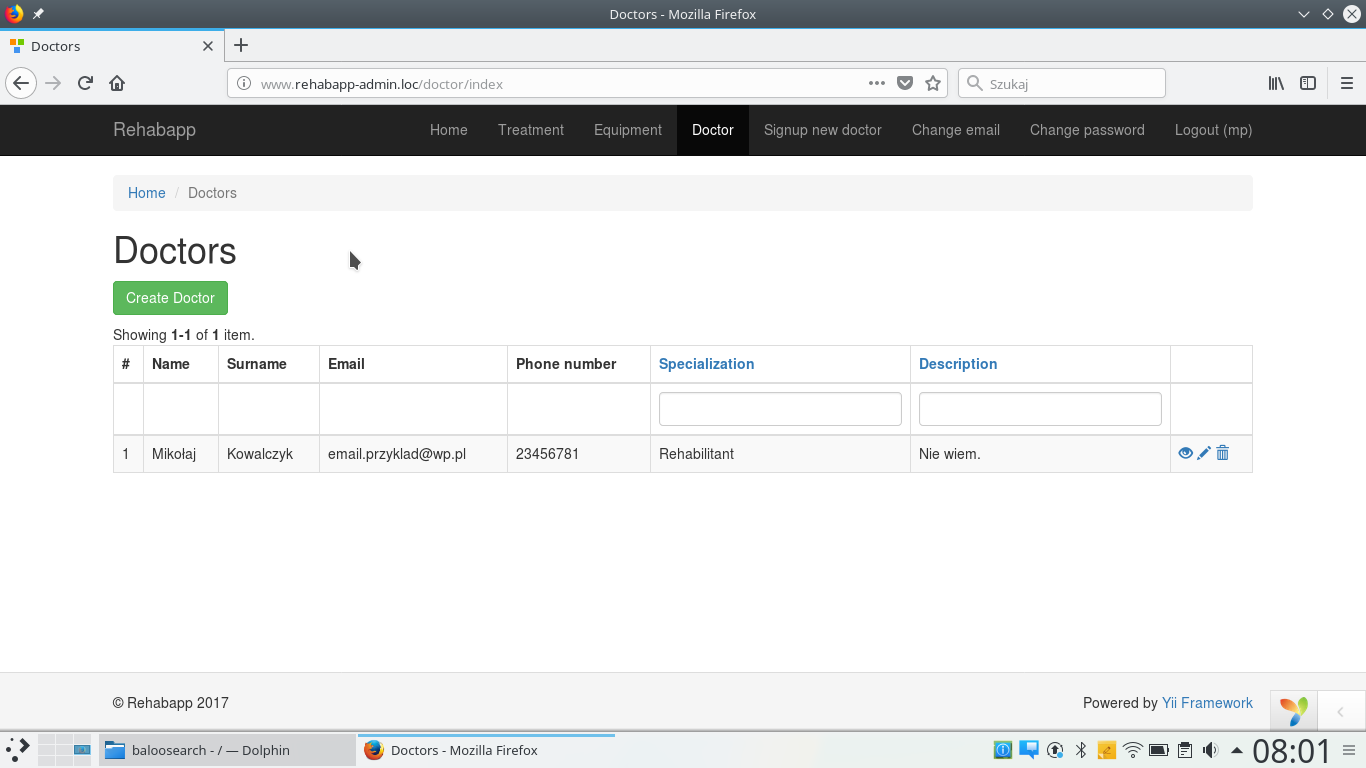 Doctors - Mozilla Firefox
Doctors
www.rehabapp-admin.loc/doctor/index
Szukaj
Rehabapp Home Treatment Equipment Doctor Signup new doctor Change email Change password Logout (mp)
Home / Doctors
Doctors
Create Doctor
Showing 1-1 of 1 item.
# Name Surname Email Phone number Specialization Description
1 Mikołaj Kowalczyk email.przyklad@wp.pl 23456781 Rehabilitant Nie wiem.
© Rehabapp 2017 Powered by Yii Framework
baloosearch - / — Dolphin Doctors - Mozilla Firefox 08:01